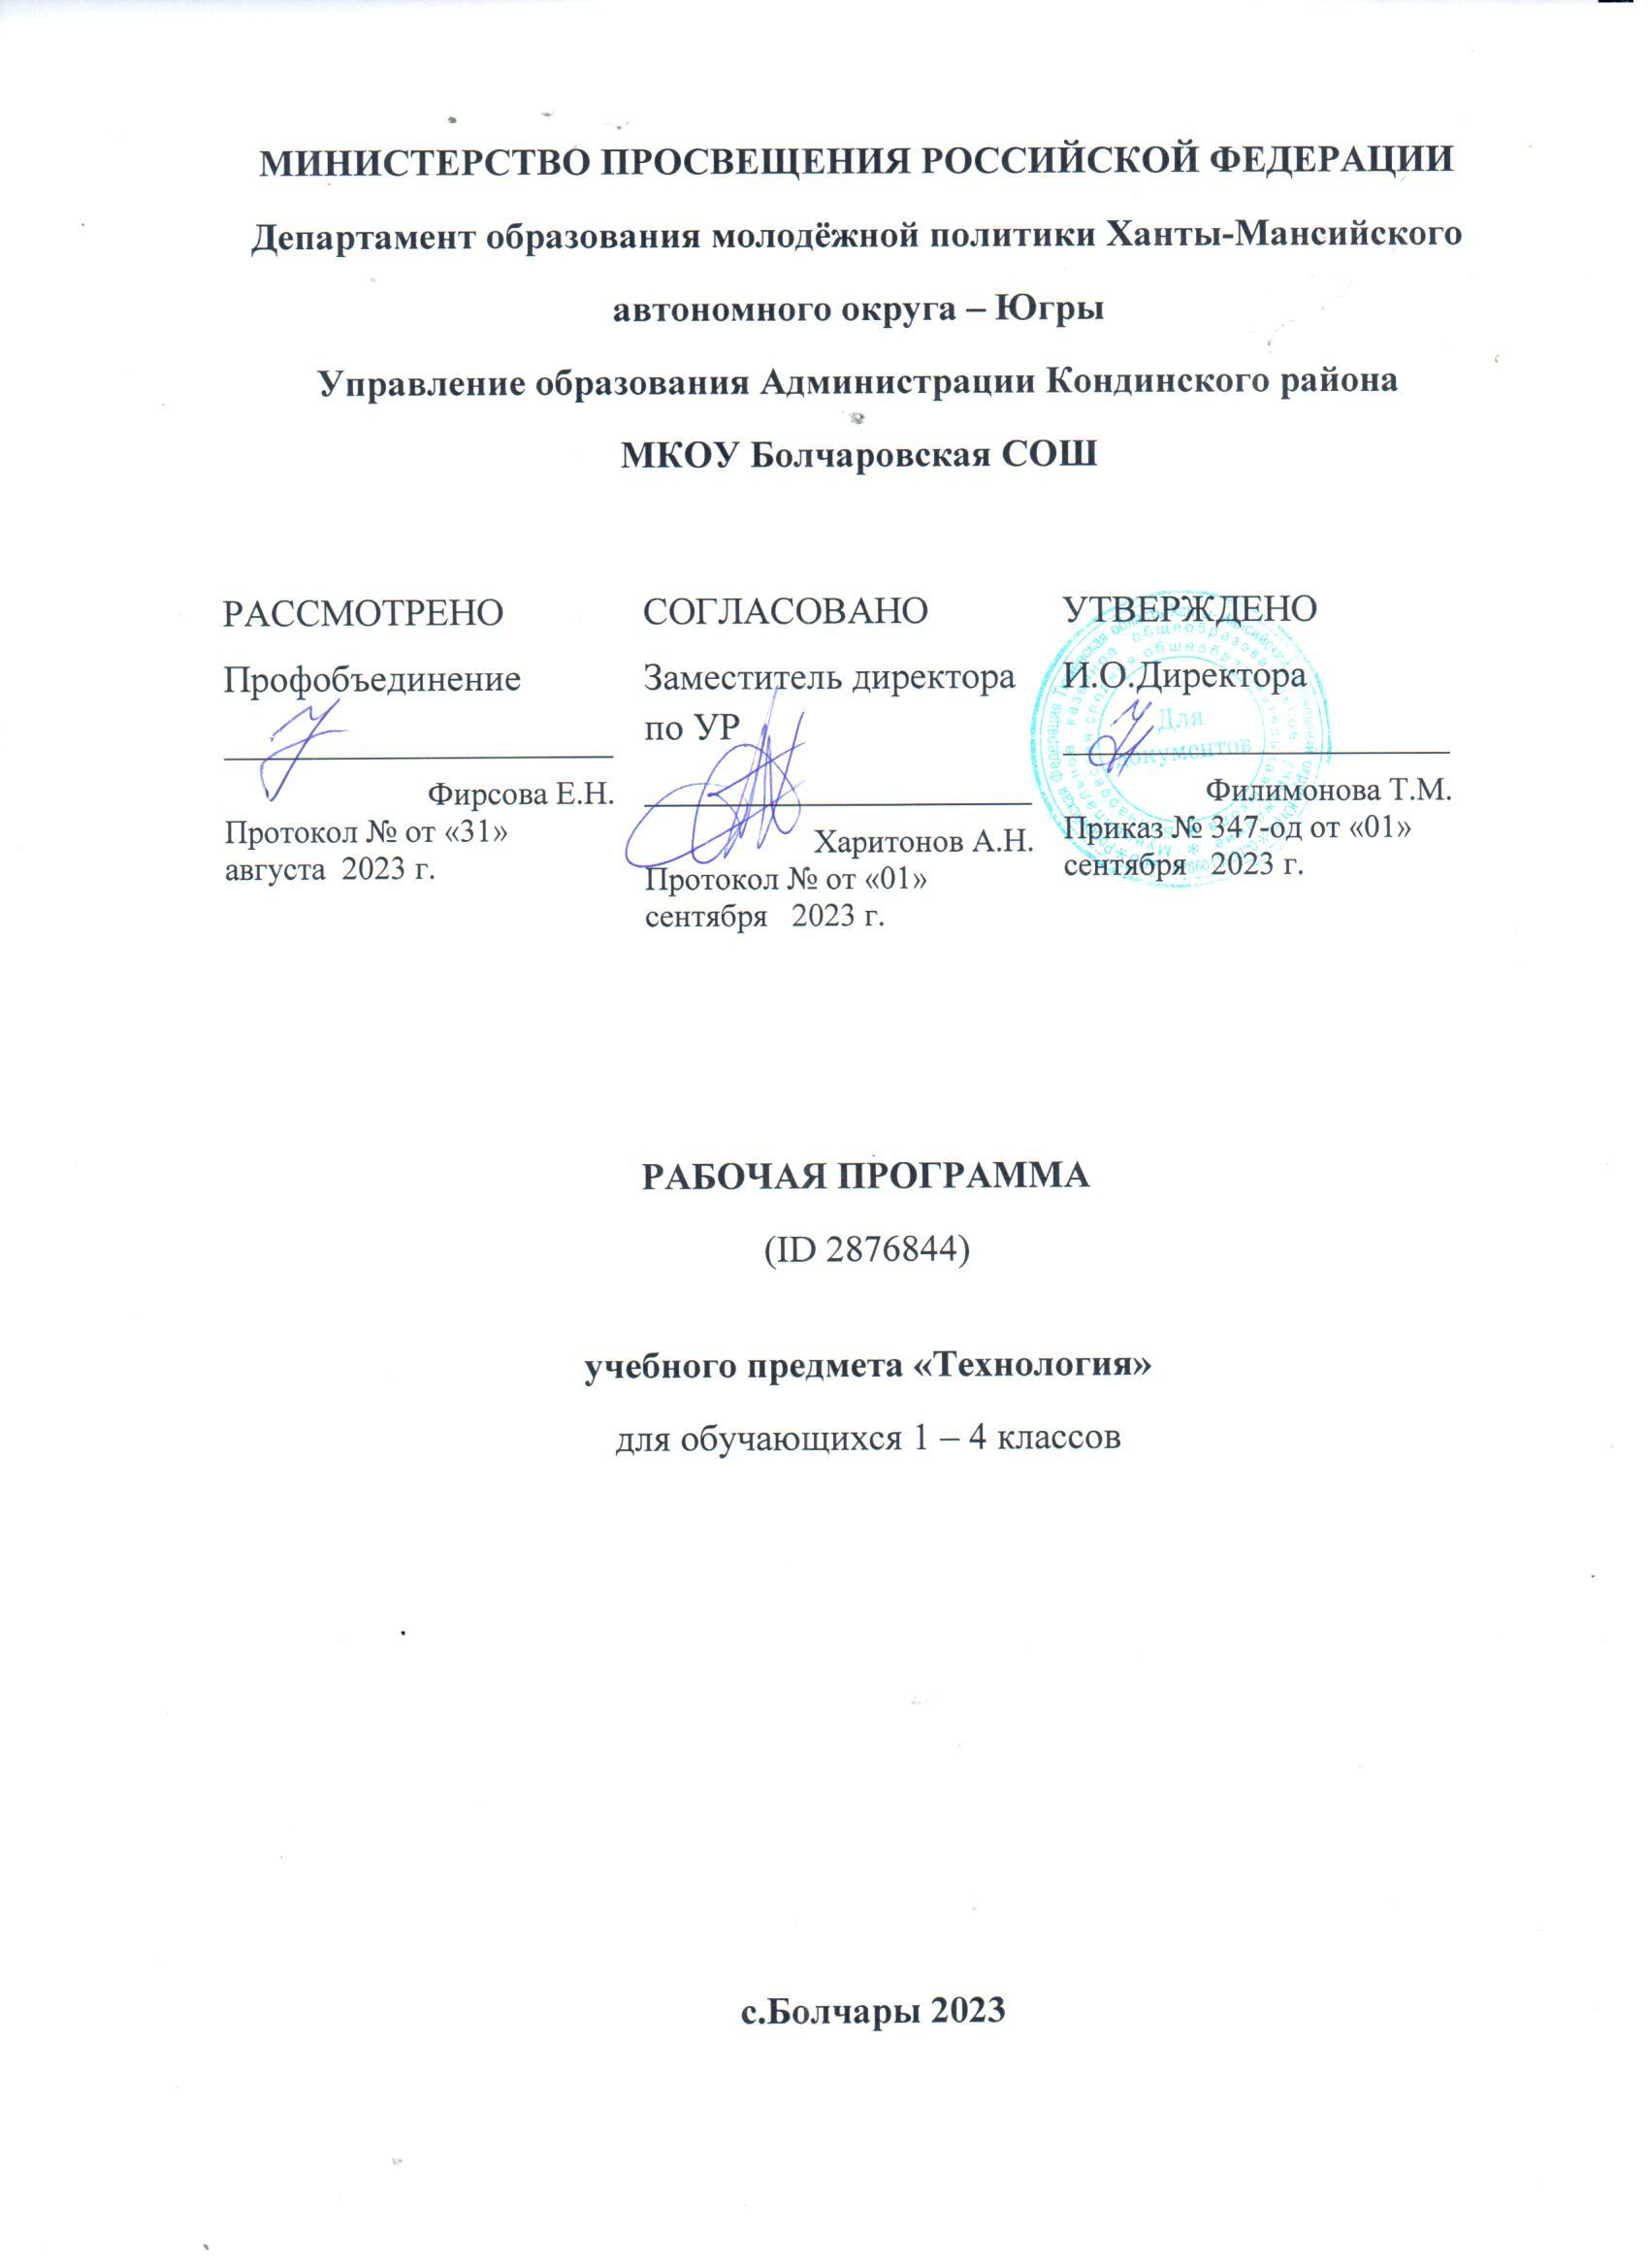 МИНИСТЕРСТВО ПРОСВЕЩЕНИЯ РОССИЙСКОЙ ФЕДЕРАЦИИ
Департамент образования молодёжной политики Ханты-Мансийского
автономного округа – Югры
Управление образования Администрации Кондинского района
МКОУ Болчаровская СОШ
РАССМОТРЕНО
Профобъединение
Фирсова Е.Н.
Протокол № от «31»
августа 2023 г.
СОГЛАСОВАНО
Заместитель директора
по УР
Харитонов А.Н.
Протокол № от «01»
сентября 2023 г.
УТВЕРЖДЕНО
И.О.Директора
Для
документов
Филимонова Т.М.
Приказ № 347-од от «01»
сентября 2023 г.
РАБОЧАЯ ПРОГРАММА
(ID 2876844)
учебного предмета «Технология»
для обучающихся 1 – 4 классов
с.Болчары 2023